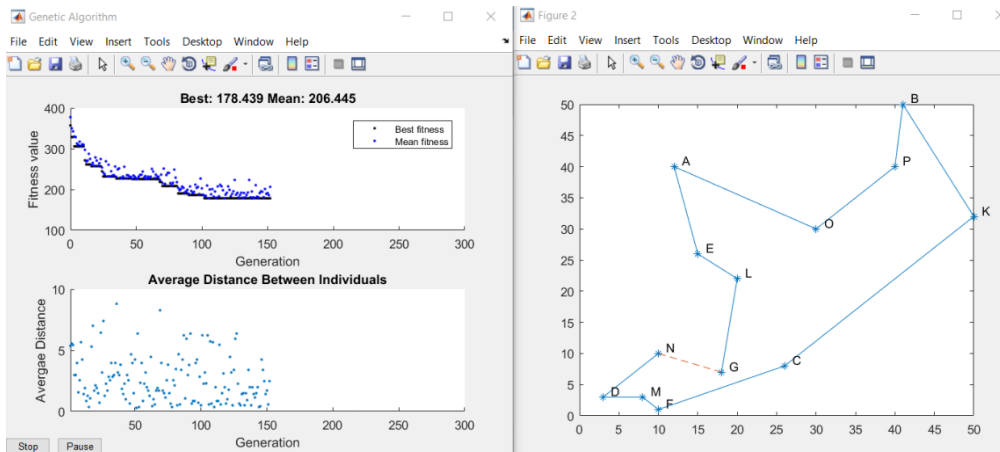 Genetic Algorithm
File Edit View Insert Tools Desktop Window Help
Best: 178.439 Mean: 206.445
400
300
200
100
Fitness value
Best fitness
Mean fitness
0 50 100 150 200 250 300
Generation
Average Distance Between Individuals
10
5
0
Avergae Distance
0 50 100 150 200 250 300
Generation
Stop Pause
Figure 2
File Edit View Insert Tools Desktop Window Help
50
45
40
35
30
25
20
15
10
5
0
B
A
P
K
O
E
L
N
G
C
D
M
F
0 5 10 15 20 25 30 35 40 45 50